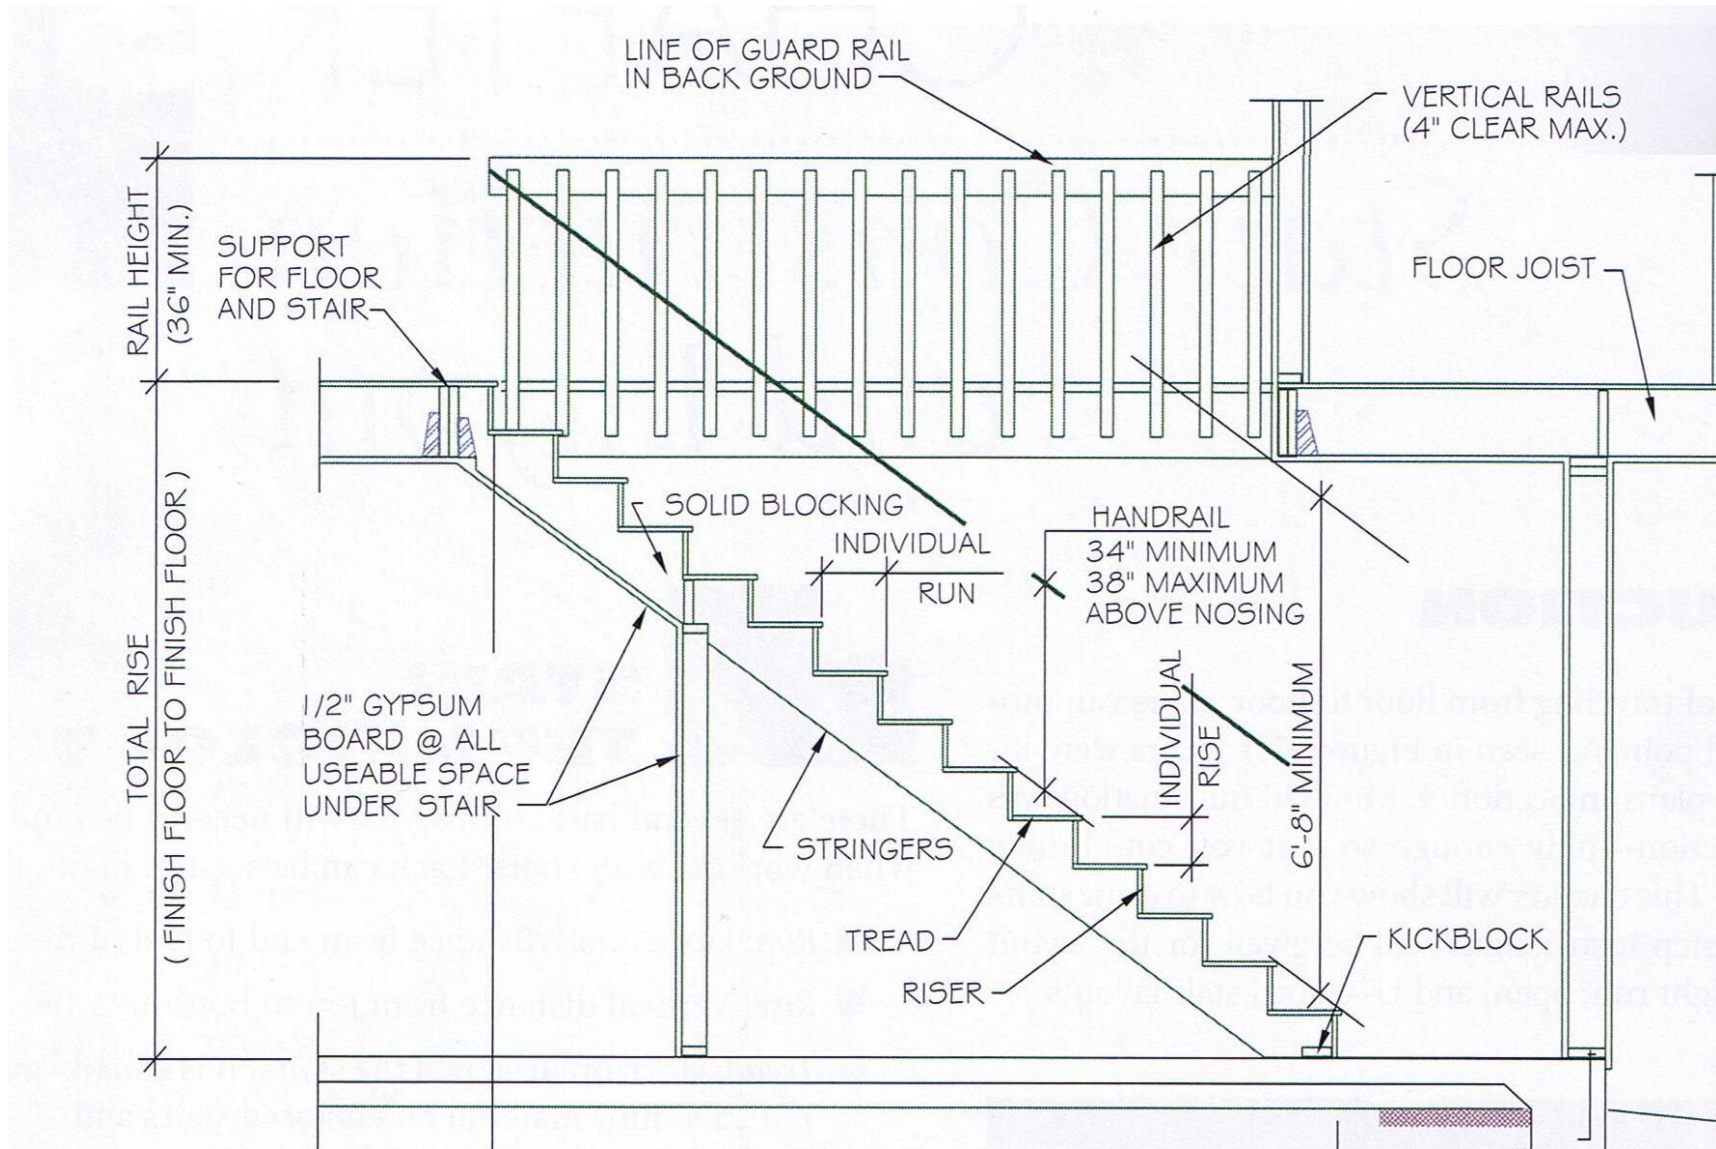 LINE OF GUARD RAIL
IN BACK GROUND
VERTICAL RAILS
(4" CLEAR MAX.)
RAIL HEIGHT
(36" MIN.)
SUPPORT
FOR FLOOR
AND STAIR
FLOOR JOIST
SOLID BLOCKING
INDIVIDUAL
RUN
HANDRAIL
34" MINIMUM
38" MAXIMUM
ABOVE NOSING
TOTAL RISE
(FINISH FLOOR TO FINISH FLOOR)
1/2" GYPSUM
BOARD @ ALL
USEABLE SPACE
UNDER STAIR
INDIVIDUAL
RISE
6'-8" MINIMUM
STRINGERS
TREAD
RISER
KICKBLOCK